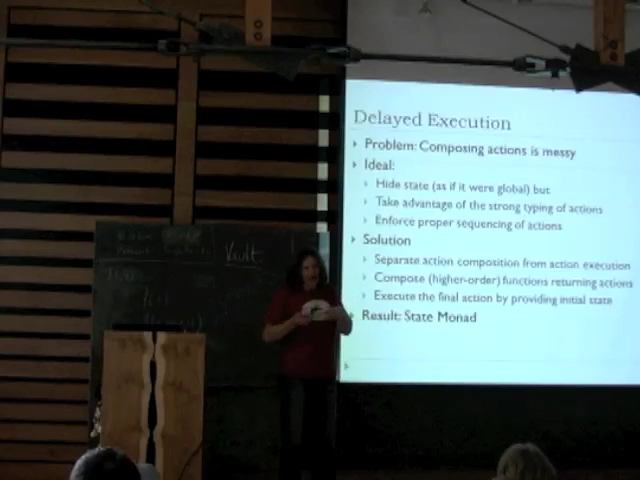 Delayed Execution
Problem: Composing actions is messy
Ideal:
Hide state (as if it were global) but
Take advantage of the strong typing of actions
Enforce proper sequencing of actions
Solution
Separate action composition from action execution
Compose (higher-order) functions returning actions
Execute the final action by providing initial state
Result: State Monad
Vault